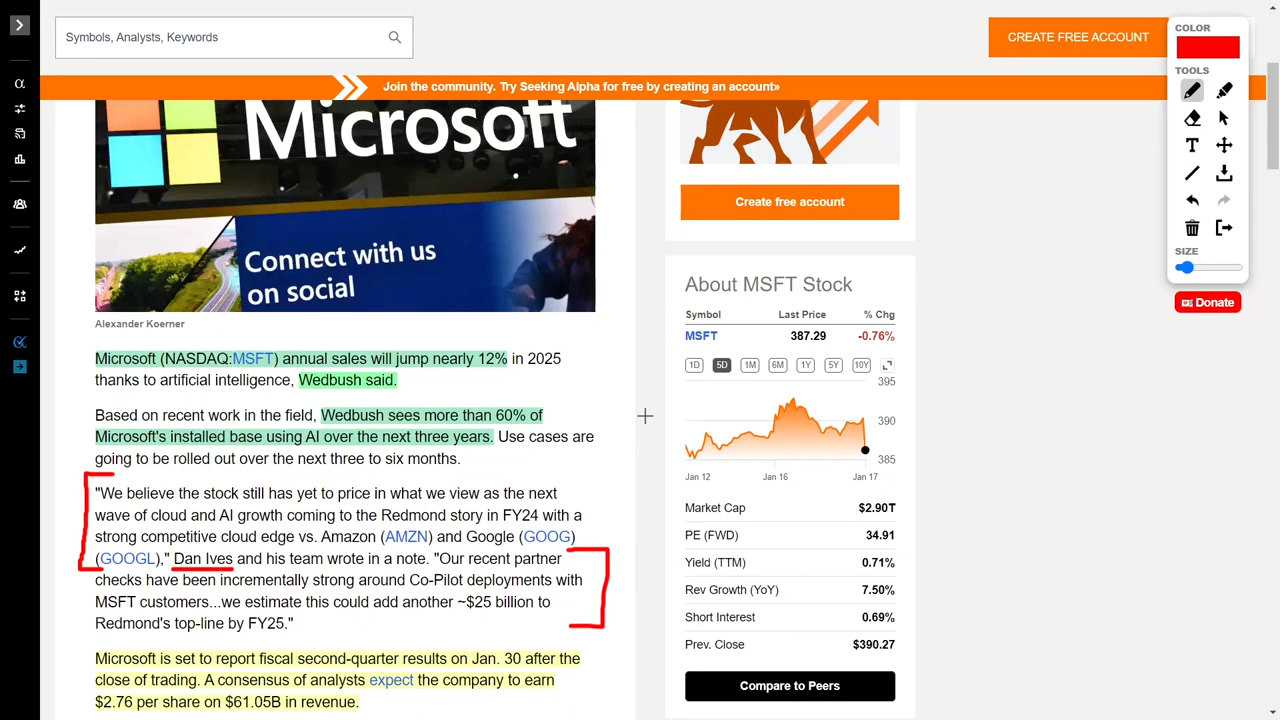 Symbols, Analysts, Keywords
CREATE FREE ACCOUNT
Join the community. Try Seeking Alpha for free by creating an account»
Microsoft
Connect with us
on social
Alexander Koerner
Microsoft (NASDAQ:MSFT) annual sales will jump nearly 12% in 2025
thanks to artificial intelligence, Wedbush said.
Based on recent work in the field, Wedbush sees more than 60% of
Microsoft's installed base using AI over the next three years. Use cases are
going to be rolled out over the next three to six months.
"We believe the stock still has yet to price in what we view as the next
wave of cloud and AI growth coming to the Redmond story in FY24 with a
strong competitive cloud edge vs. Amazon (AMZN) and Google (GOOG)
(GOOGL)," Dan Ives and his team wrote in a note. "Our recent partner
checks have been incrementally strong around Co-Pilot deployments with
MSFT customers...we estimate this could add another ~$25 billion to
Redmond's top-line by FY25."
Microsoft is set to report fiscal second-quarter results on Jan. 30 after the
close of trading. A consensus of analysts expect the company to earn
$2.76 per share on $61.05B in revenue.
Create free account
About MSFT Stock
Symbol Last Price % Chg
MSFT 387.29 -0.76%
1D 5D 1M 6M 1Y 5Y 10Y
395
390
385
Jan 12 Jan 16 Jan 17
Market Cap $2.90T
PE (FWD) 34.91
Yield (TTM) 0.71%
Rev Growth (YoY) 7.50%
Short Interest 0.69%
Prev. Close $390.27
Compare to Peers
COLOR
TOOLS
T
SIZE
Donate